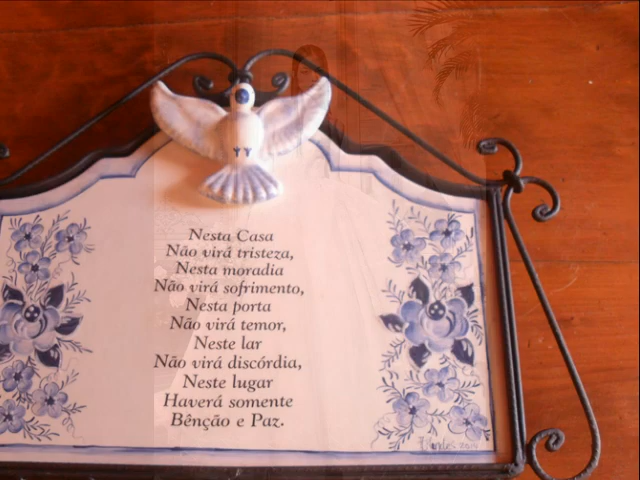 Nesta Casa
Não virá tristeza,
Nesta moradia
Não virá sofrimento,
Nesta porta
Não virá temor,
Neste lar
Não virá discórdia,
Neste lugar
Haverá somente
Bênção e Paz.